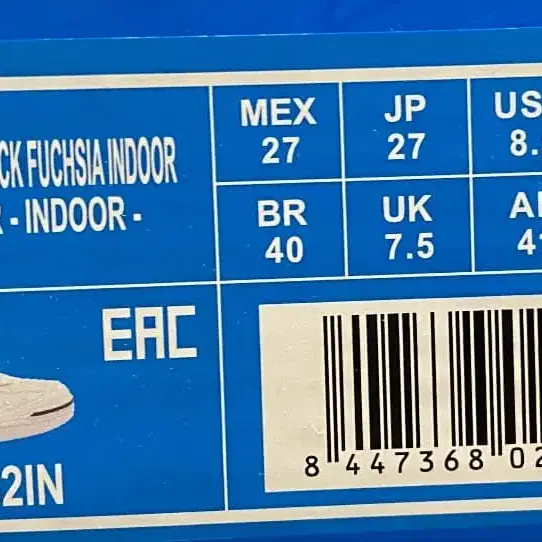 CK FUCHSIA INDOOR
R - INDOOR -
MEX JP US
27 27 8.
BR UK A
40 7.5 4
EAC
2IN
8 447368 02